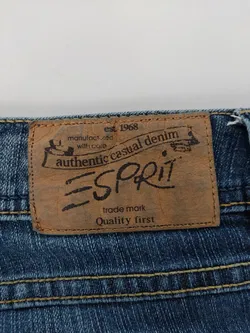 est. 1968
manufactured
with care
authentic casual denim
ESPRIT
trade mark
Quality first